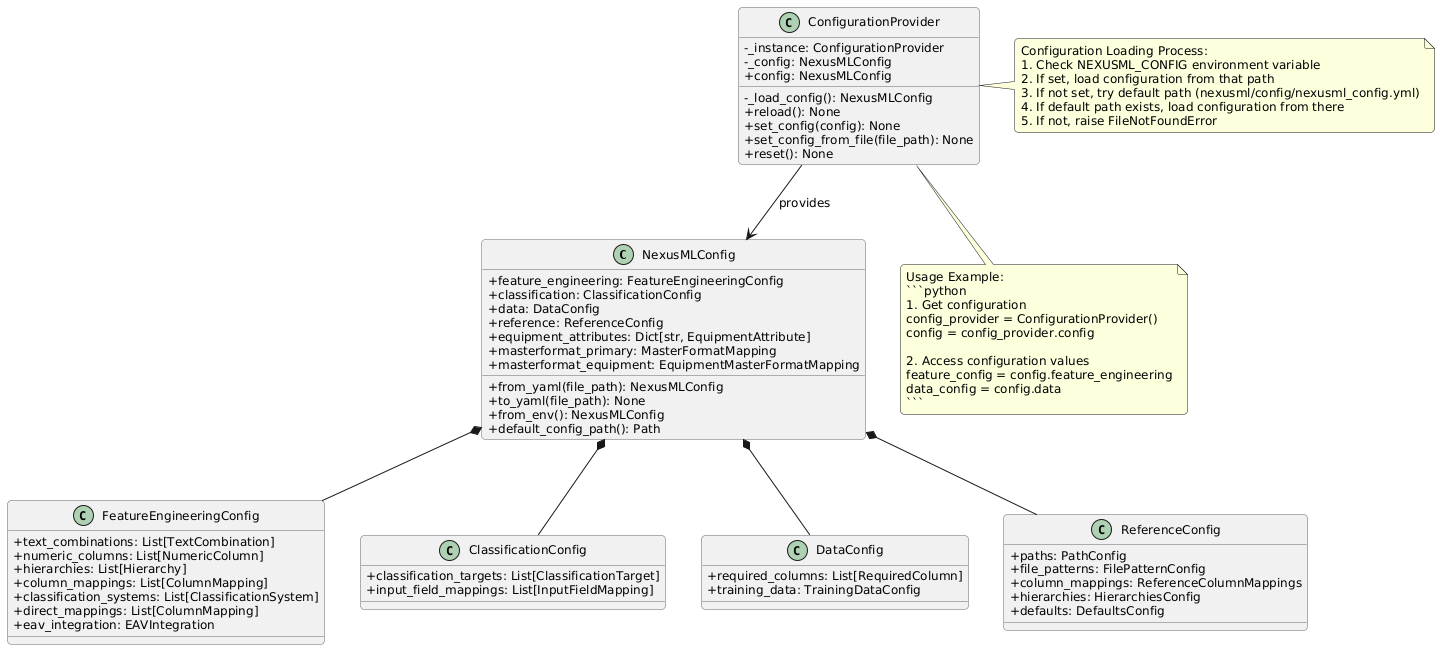 C ConfigurationProvider
-_instance: ConfigurationProvider
-_config: NexusMLConfig
+config: NexusMLConfig
-_load_config(): NexusMLConfig
+reload(): None
+set_config(config): None
+set_config_from_file(file_path): None
+reset(): None
Configuration Loading Process:
1. Check NEXUSML_CONFIG environment variable
2. If set, load configuration from that path
3. If not set, try default path (nexusml/config/nexusml_config.yml)
4. If default path exists, load configuration from there
5. If not, raise FileNotFoundError
provides
C NexusMLConfig
+feature_engineering: FeatureEngineeringConfig
+classification: ClassificationConfig
+data: DataConfig
+reference: ReferenceConfig
+equipment_attributes: Dict[str, EquipmentAttribute]
+masterformat_primary: MasterFormatMapping
+masterformat_equipment: EquipmentMasterFormatMapping
+from_yaml(file_path): NexusMLConfig
+to_yaml(file_path): None
+from_env(): NexusMLConfig
+default_config_path(): Path
Usage Example:
```python
1. Get configuration
config_provider = ConfigurationProvider()
config = config_provider.config
2. Access configuration values
feature_config = config.feature_engineering
data_config = config.data
```
C FeatureEngineeringConfig
+text_combinations: List[TextCombination]
+numeric_columns: List[NumericColumn]
+hierarchies: List[Hierarchy]
+column_mappings: List[ColumnMapping]
+classification_systems: List[ClassificationSystem]
+direct_mappings: List[ColumnMapping]
+eav_integration: EAVIntegration
C ClassificationConfig
+classification_targets: List[ClassificationTarget]
+input_field_mappings: List[InputFieldMapping]
C DataConfig
+required_columns: List[RequiredColumn]
+training_data: TrainingDataConfig
C ReferenceConfig
+paths: PathConfig
+file_patterns: FilePatternConfig
+column_mappings: ReferenceColumnMappings
+hierarchies: HierarchiesConfig
+defaults: DefaultsConfig